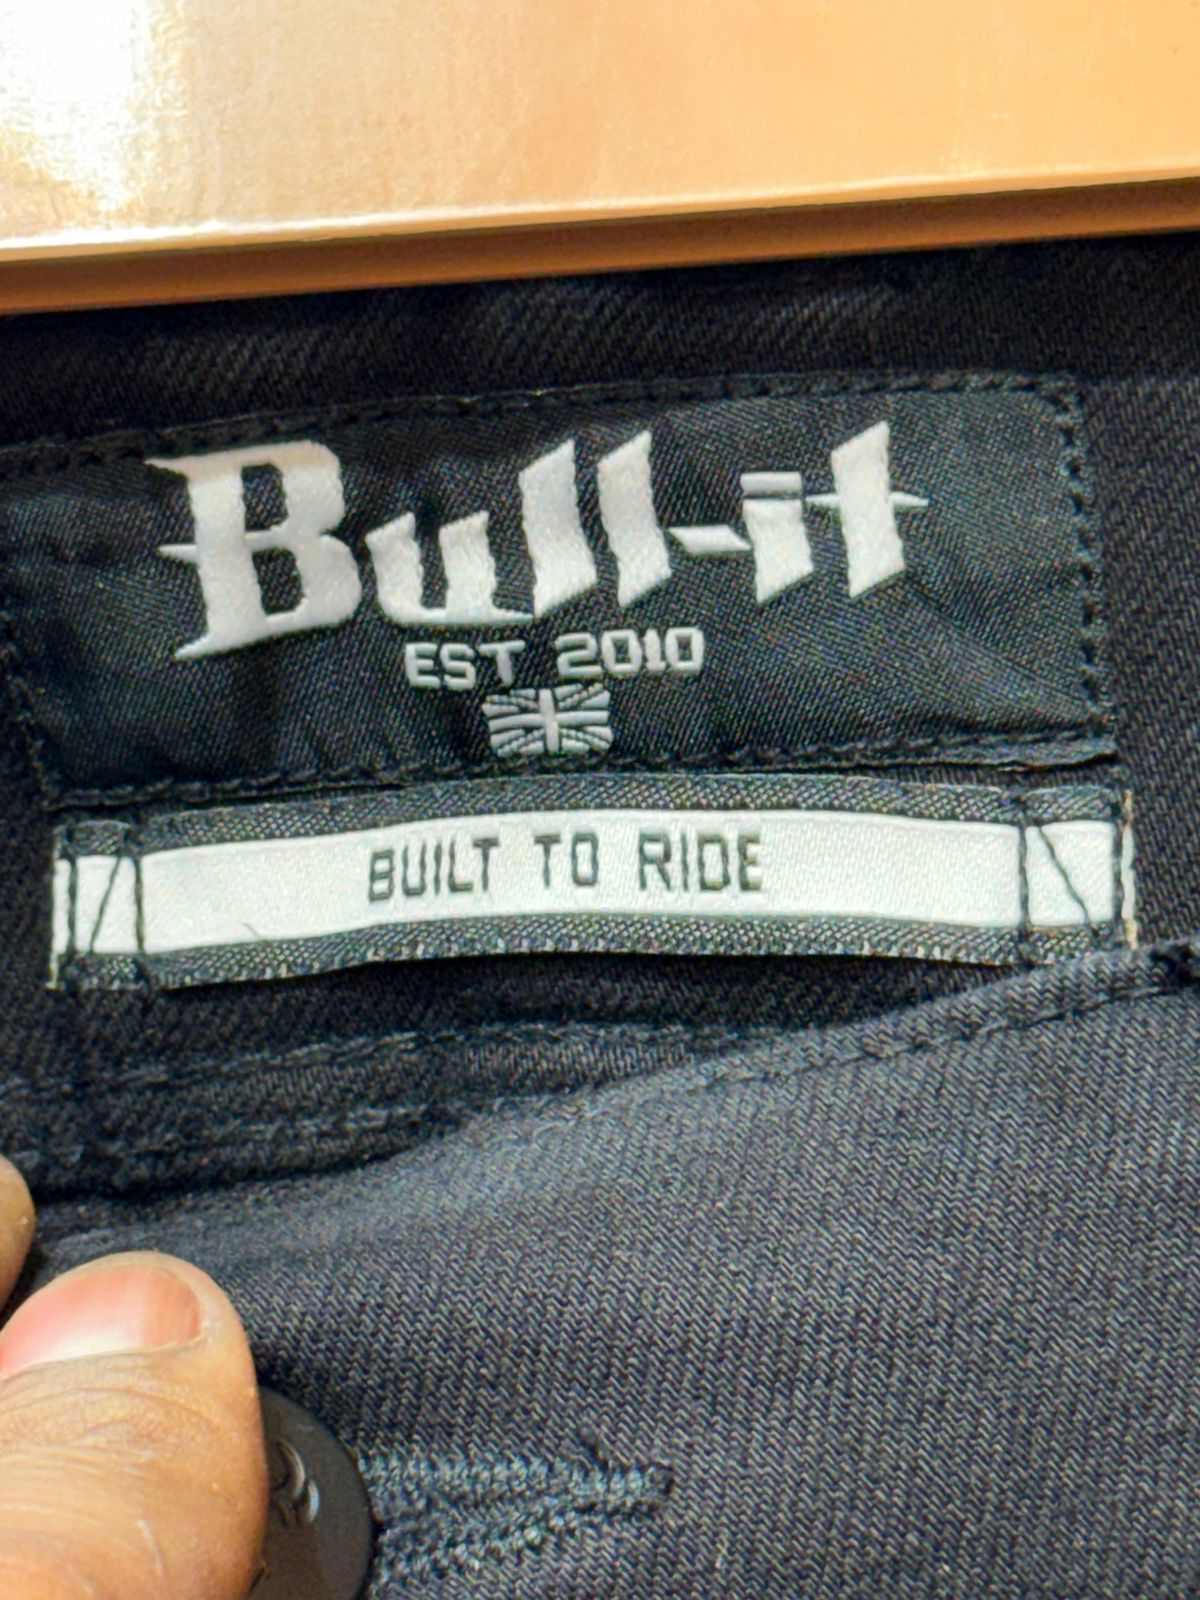 Bull-it
EST 2010
BUILT TO RIDE